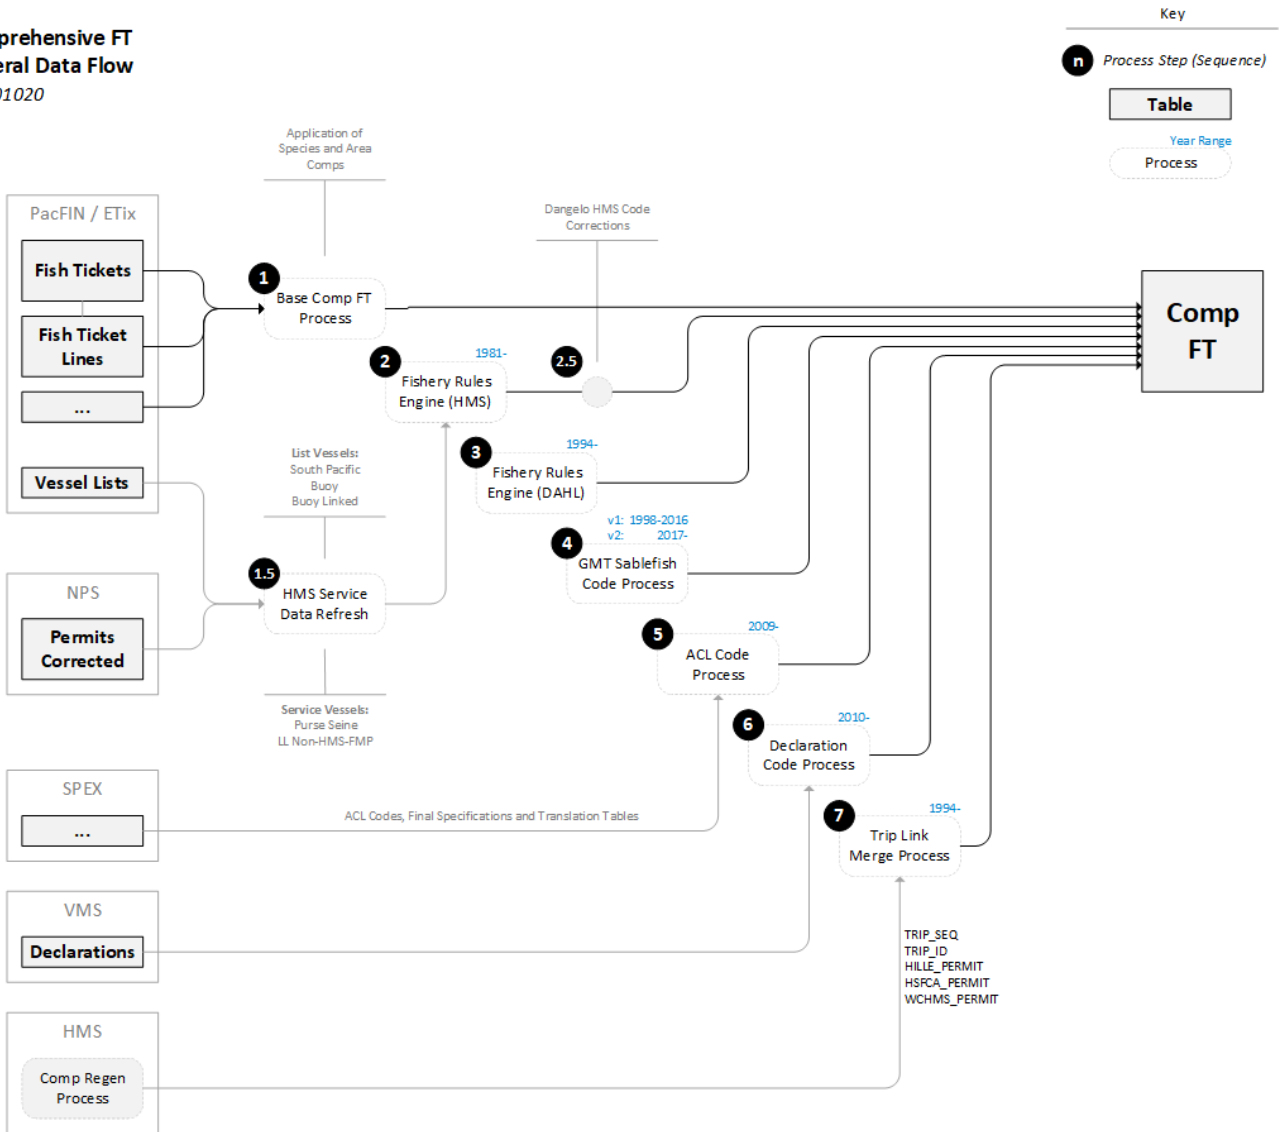 prehensive FT
eral Data Flow
01020
Key
n
Process Step (Sequence)
Table
Year Range
Process
Application of
Species and Area
Comps
PacFIN / ETix
Fish Tickets
Fish Ticket
Lines
...
Vessel Lists
Dangelo HMS Code
Corrections
1
Base Comp FT
Process
Comp
FT
1981-
2
Fishery Rules
Engine (HMS)
2.5
1994-
3
Fishery Rules
Engine (DAHL)
List Vessels:
South Pacific
Buoy
Buoy Linked
v1: 1998-2016
v2: 2017-
4
GMT Sablefish
Code Process
1.5
HMS Service
Data Refresh
NPS
Permits
Corrected
2009-
5
ACL Code
Process
Service Vessels:
Purse Seine
LL Non-HMS-FMP
2010-
6
Declaration
Code Process
SPEX
...
ACL Codes, Final Specifications and Translation Tables
1994-
7
Trip Link
Merge Process
VMS
Declarations
TRIP_SEQ
TRIP_ID
HILLE_PERMIT
HSFCA_PERMIT
WCHMS_PERMIT
HMS
Comp Regen
Process